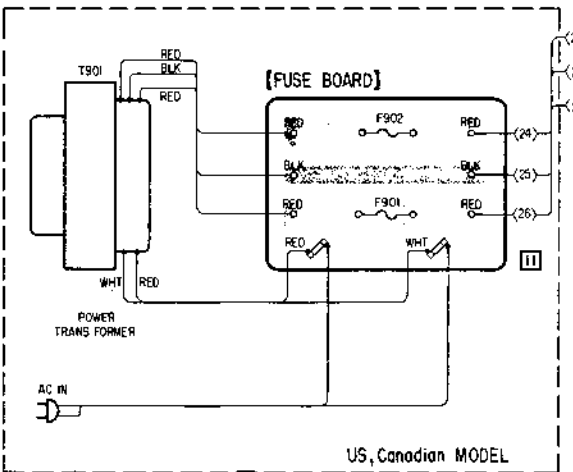 T901
RED
BLK
RED
[FUSE BOARD]
RED
F902
RED
(24)
BLK
BLK
(25)
RED
F901
RED
(26)
RED
WHT
11
WHT
RED
POWER
TRANS FORMER
AC IN
US, Canadian MODEL